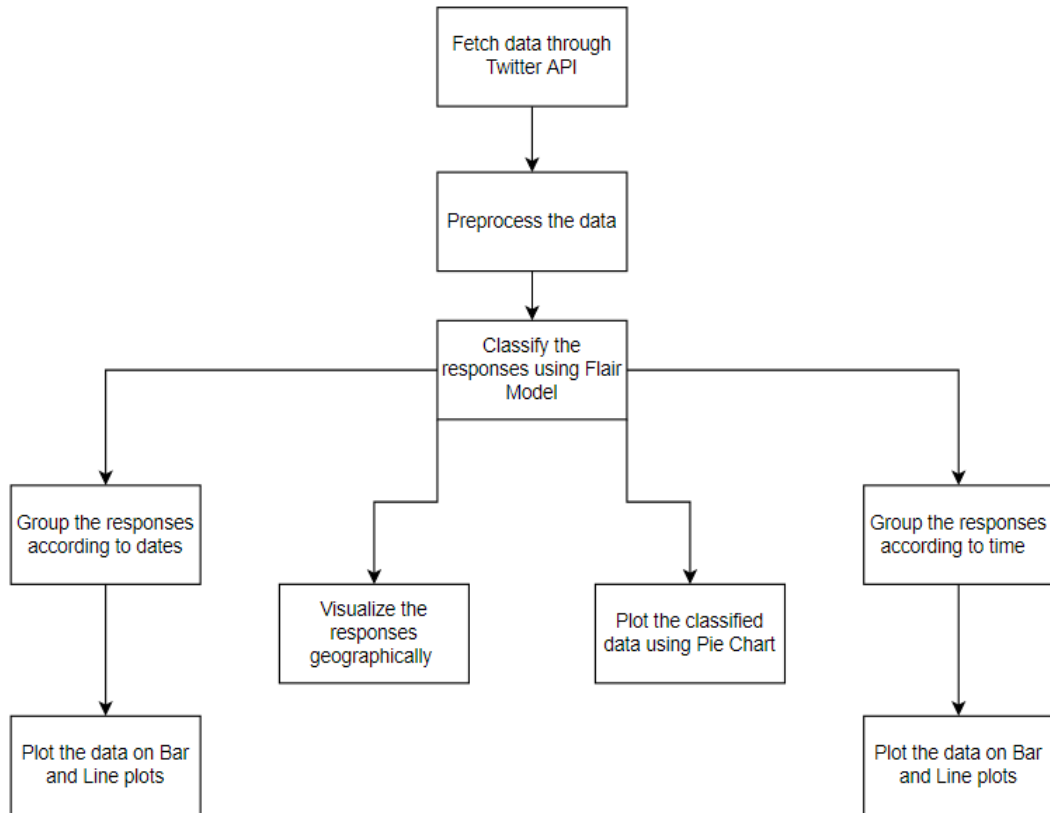 Fetch data through
Twitter API
Preprocess the data
Classify the
responses using Flair
Model
Group the responses
according to dates
Group the responses
according to time
Visualize the
responses
geographically
Plot the classified
data using Pie Chart
Plot the data on Bar
and Line plots
Plot the data on Bar
and Line plots